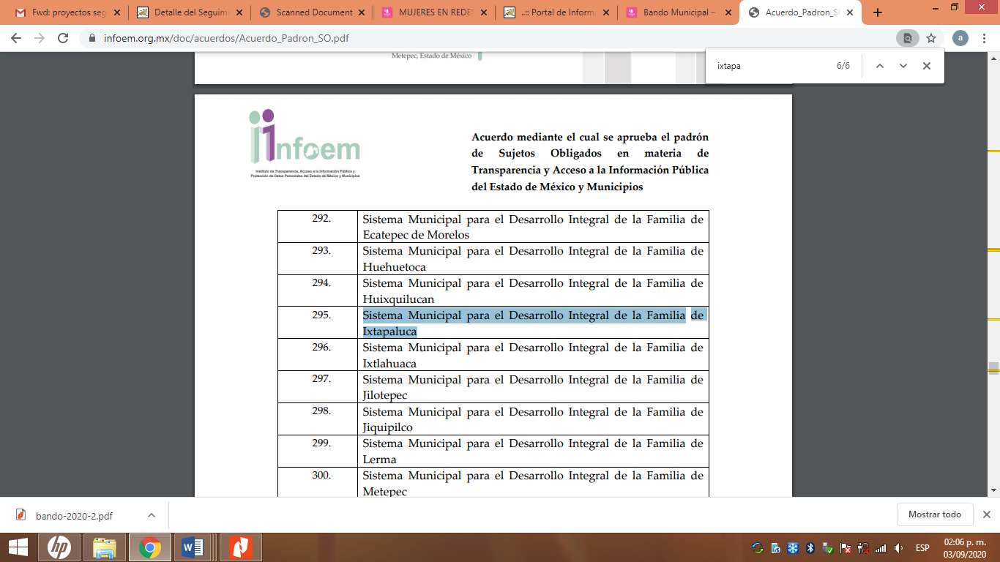 Fwd: proyectos seg
Detalle del Seguim
Scanned Document
MUJERES EN REDES
..:: Portal de Inform
Bando Municipal –
Acuerdo_Padron_S
infoem.org.mx/doc/acuerdos/Acuerdo_Padron_SO.pdf
a
ixtapa 6/6
Metepec, Estado de México
infoem
Instituto de Transparencia, Acceso a la Información Pública y
Protección de Datos Personales del Estado de México y Municipios
Acuerdo mediante el cual se aprueba el padrón
de Sujetos Obligados en materia de
Transparencia y Acceso a la Información Pública
del Estado de México y Municipios
292. Sistema Municipal para el Desarrollo Integral de la Familia de
Ecatepec de Morelos
293. Sistema Municipal para el Desarrollo Integral de la Familia de
Huehuetoca
294. Sistema Municipal para el Desarrollo Integral de la Familia de
Huixquilucan
295. Sistema Municipal para el Desarrollo Integral de la Familia de
Ixtapaluca
296. Sistema Municipal para el Desarrollo Integral de la Familia de
Ixtlahuaca
297. Sistema Municipal para el Desarrollo Integral de la Familia de
Jilotepec
298. Sistema Municipal para el Desarrollo Integral de la Familia de
Jiquipilco
299. Sistema Municipal para el Desarrollo Integral de la Familia de
Lerma
300. Sistema Municipal para el Desarrollo Integral de la Familia de
Metepec
bando-2020-2.pdf
Mostrar todo
hp
ESP
02:06 p. m.
03/09/2020